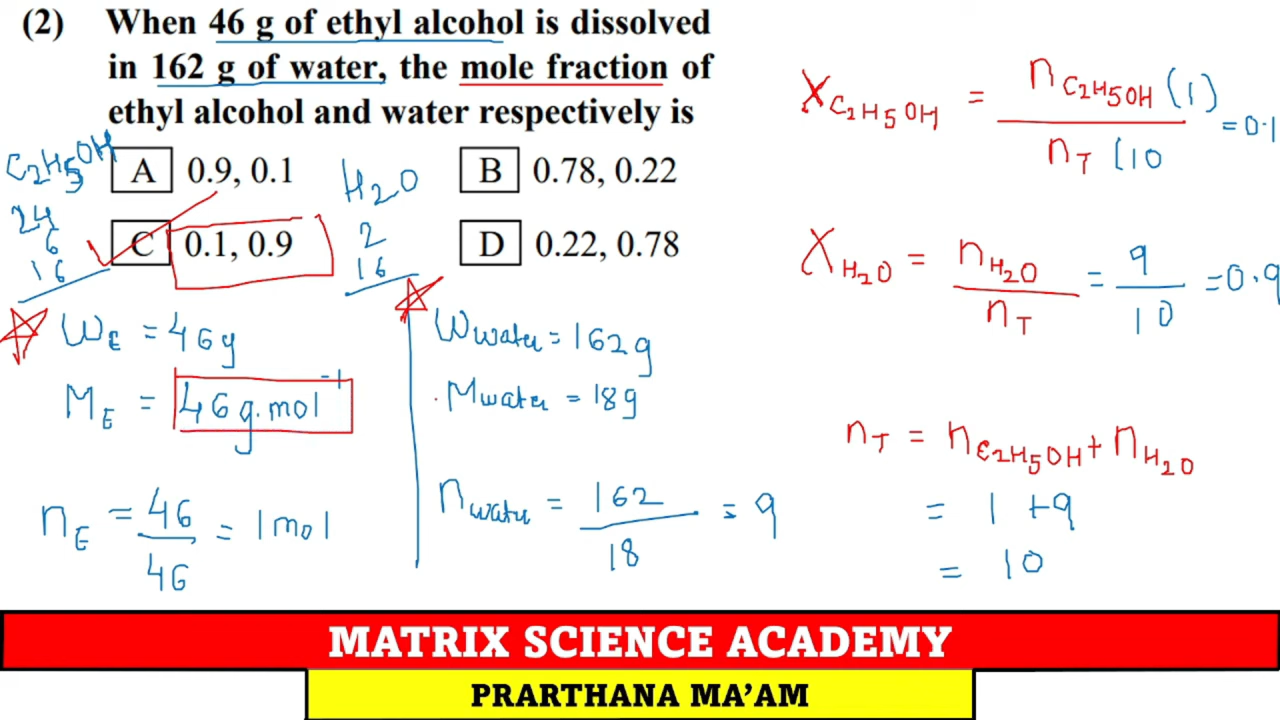 (2) When 46 g of ethyl alcohol is dissolved
in 162 g of water, the mole fraction of
ethyl alcohol and water respectively is
A 0.9, 0.1
B 0.78, 0.22
C 0.1, 0.9
D 0.22, 0.78
C2H5OH
24
6
16
H2O
2
16
WE = 46g
ME = 46 g.mol⁻¹
nE = 46/46 = 1mol
Wwater = 162g
Mwater = 18g
nwater = 162/18 = 9
XC2H5OH = nC2H5OH (1) / nT (10 = 0.1
XH2O = nH2O / nT = 9/10 = 0.9
nT = nC2H5OH + nH2O
= 1 + 9
= 10
MATRIX SCIENCE ACADEMY
PRARTHANA MA’AM